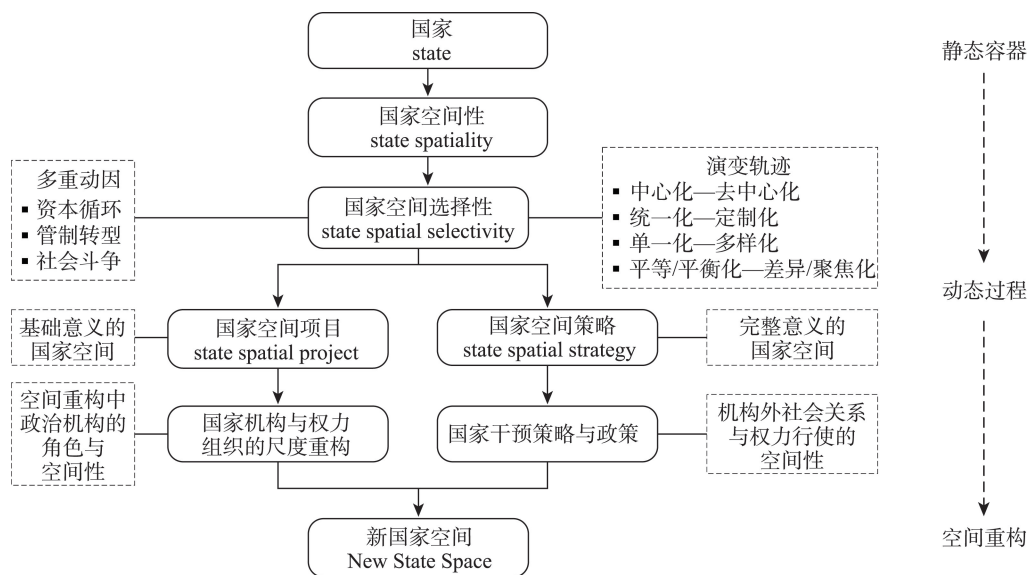 国家
state
静态容器
国家空间性
state spatiality
多重动因
▪ 资本循环
▪ 管制转型
▪ 社会斗争
国家空间选择性
state spatial selectivity
演变轨迹
▪ 中心化—去中心化
▪ 统一化—定制化
▪ 单一化—多样化
▪ 平等/平衡化—差异/聚焦化
动态过程
基础意义的
国家空间
国家空间项目
state spatial project
国家空间策略
state spatial strategy
完整意义的
国家空间
空间重构中
政治机构的
角色与
空间性
国家机构与权力
组织的尺度重构
国家干预策略与政策
机构外社会关系
与权力行使的
空间性
新国家空间
New State Space
空间重构